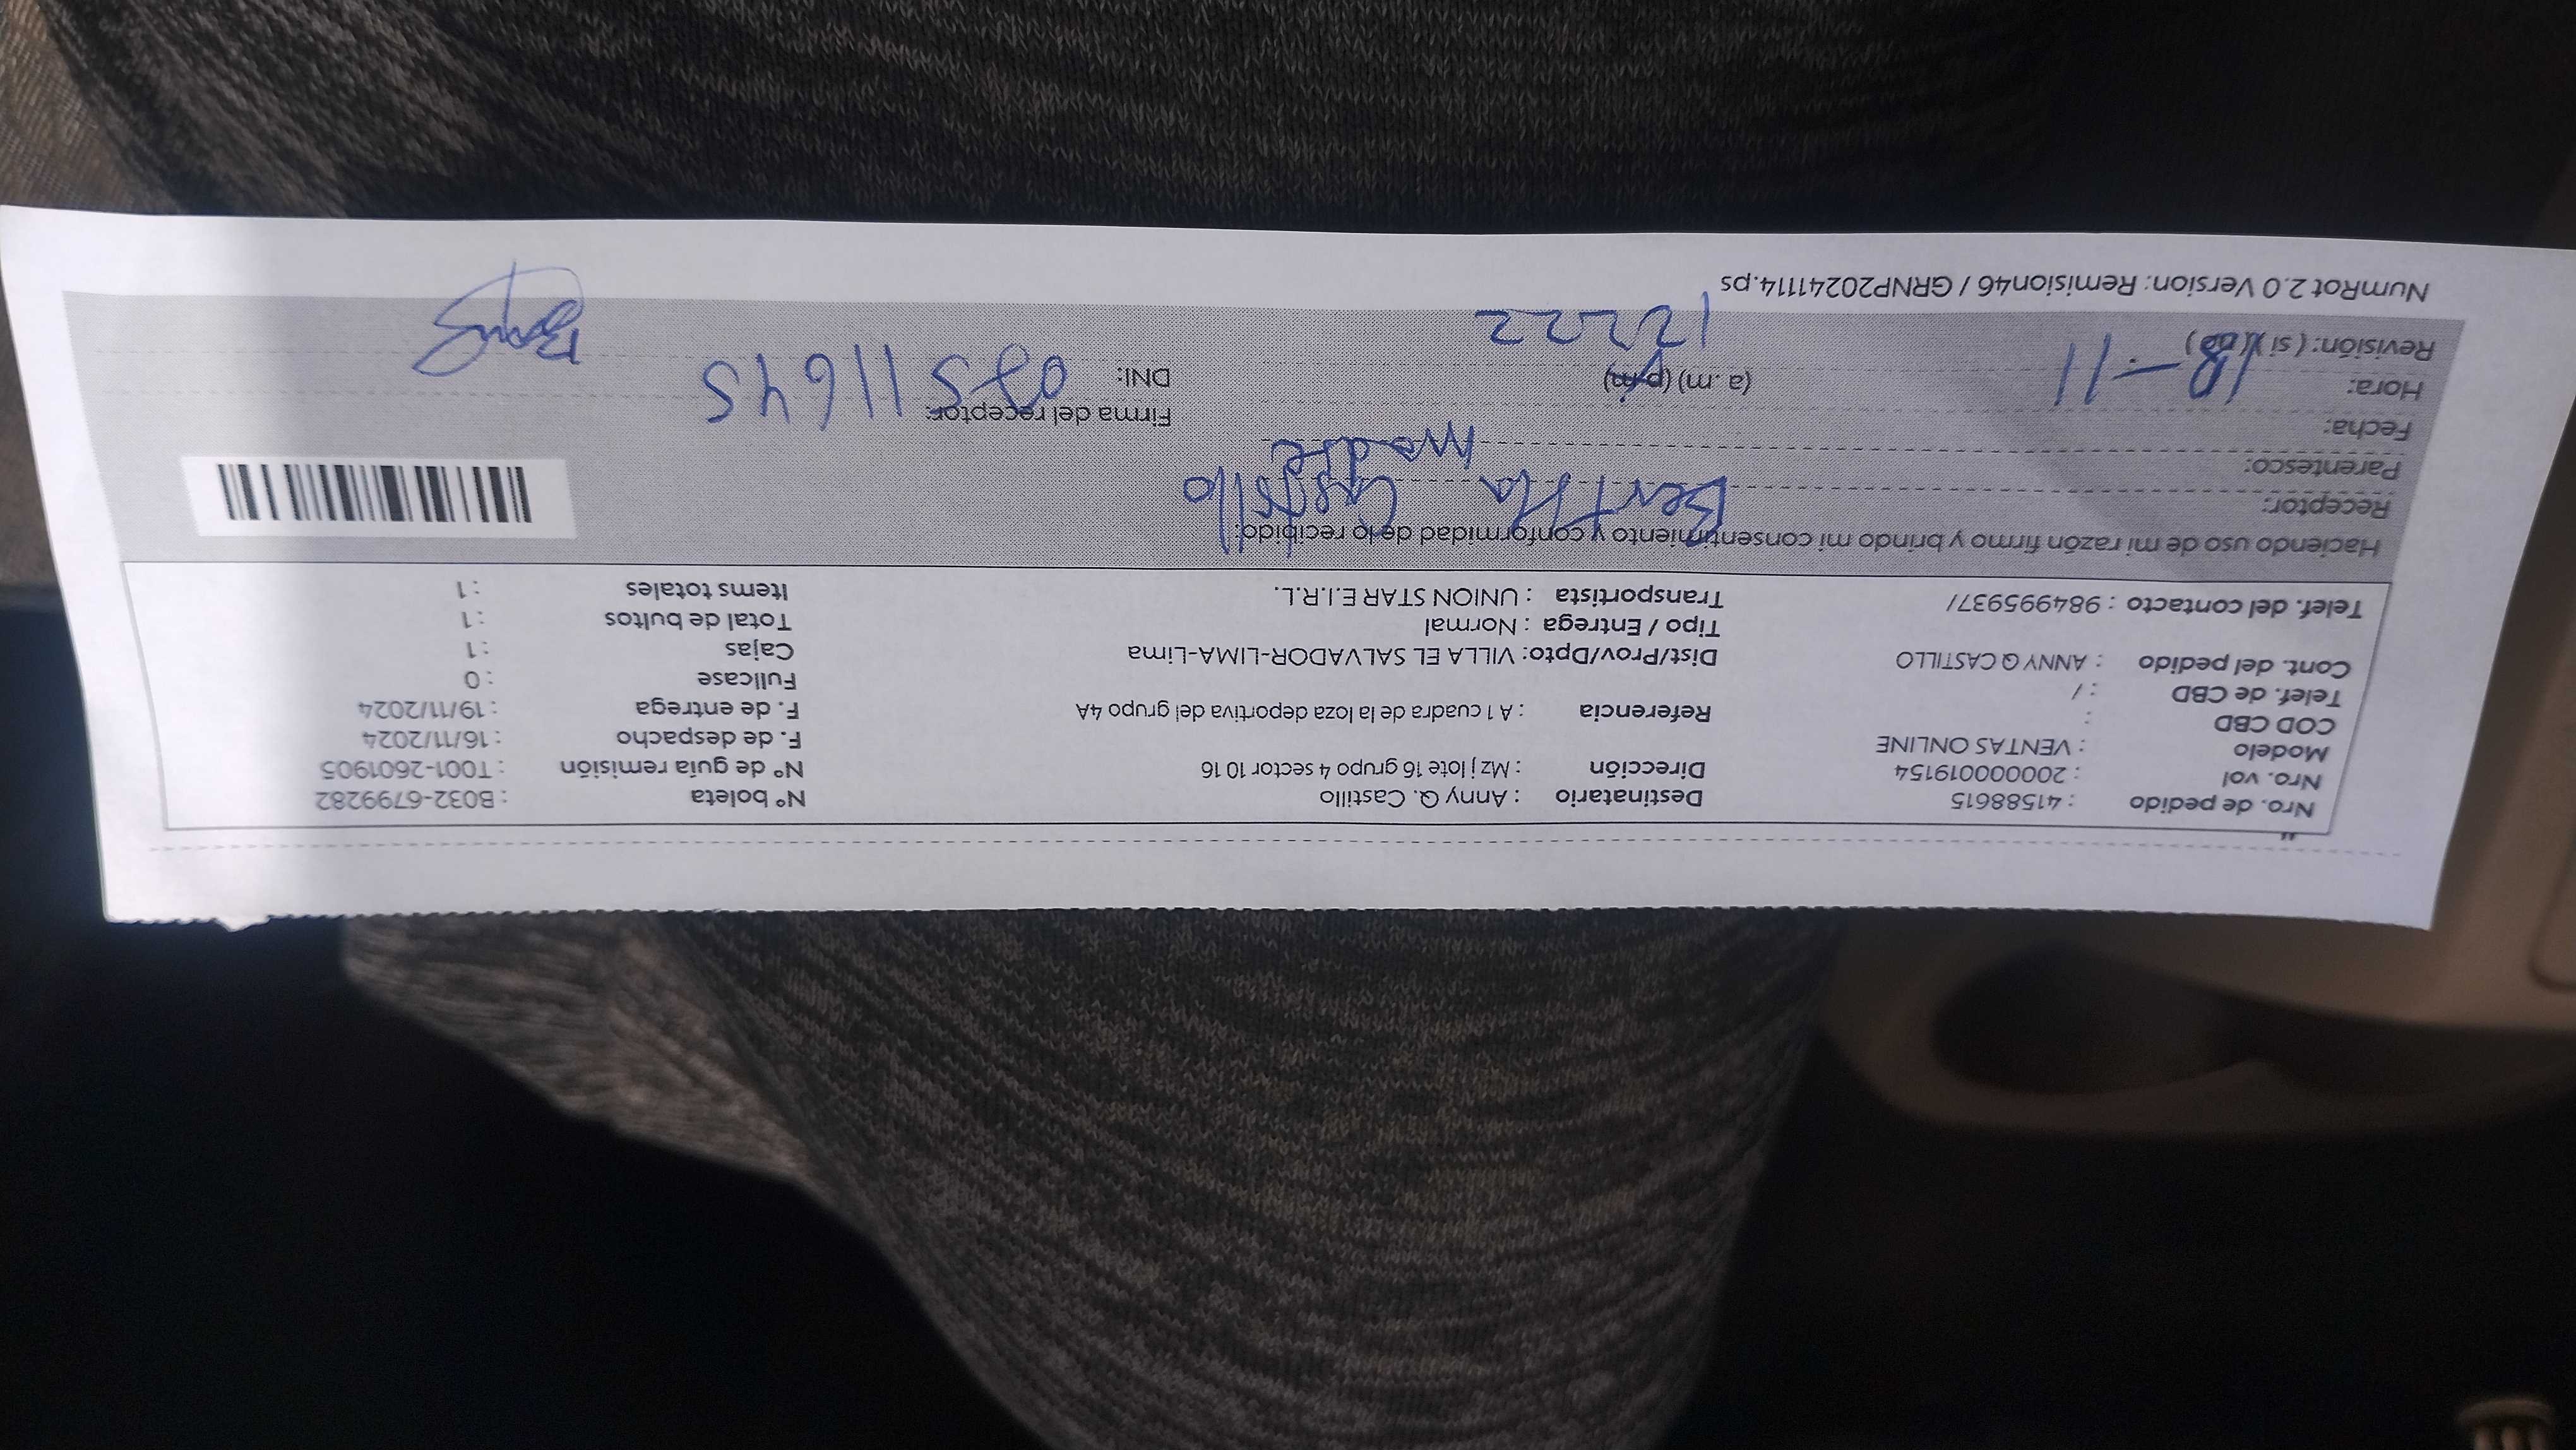 Nro. de pedido : 41588615 Destinatario : Anny Q. Castillo N° boleta : B032-6799282
Nro. vol : 20000000019154 Dirección : Mz j lote 16 grupo 4 sector 10 16 N° de guía remisión : T001-2601905
Modelo : VENTAS ONLINE F. de despacho : 16/11/2024
COD CBD : Referencia : A 1 cuadra de la loza deportiva del grupo 4A F. de entrega : 19/11/2024
Telef. de CBD : / Fullcase : 0
Cont. del pedido : ANNY Q CASTILLO Dist/Prov/Dpto: VILLA EL SALVADOR-LIMA-Lima Cajas : 1
Tipo / Entrega : Normal Total de bultos : 1
Telef. del contacto : 984995937/ Transportista : UNION STAR E.I.R.L. Items totales : 1
Haciendo uso de mi razón firmo y brindo mi consentimiento y conformidad de lo recibido:
Receptor: Castillo
Parentesco: madre
Fecha: Firma del receptor:
Hora: 18-11 (a.m) (p.m) DNI: 07511645
Revisión: ( si )( no ) 12:22
NumRot 2.0 Version: Remision46 / GRNP20241114.ps